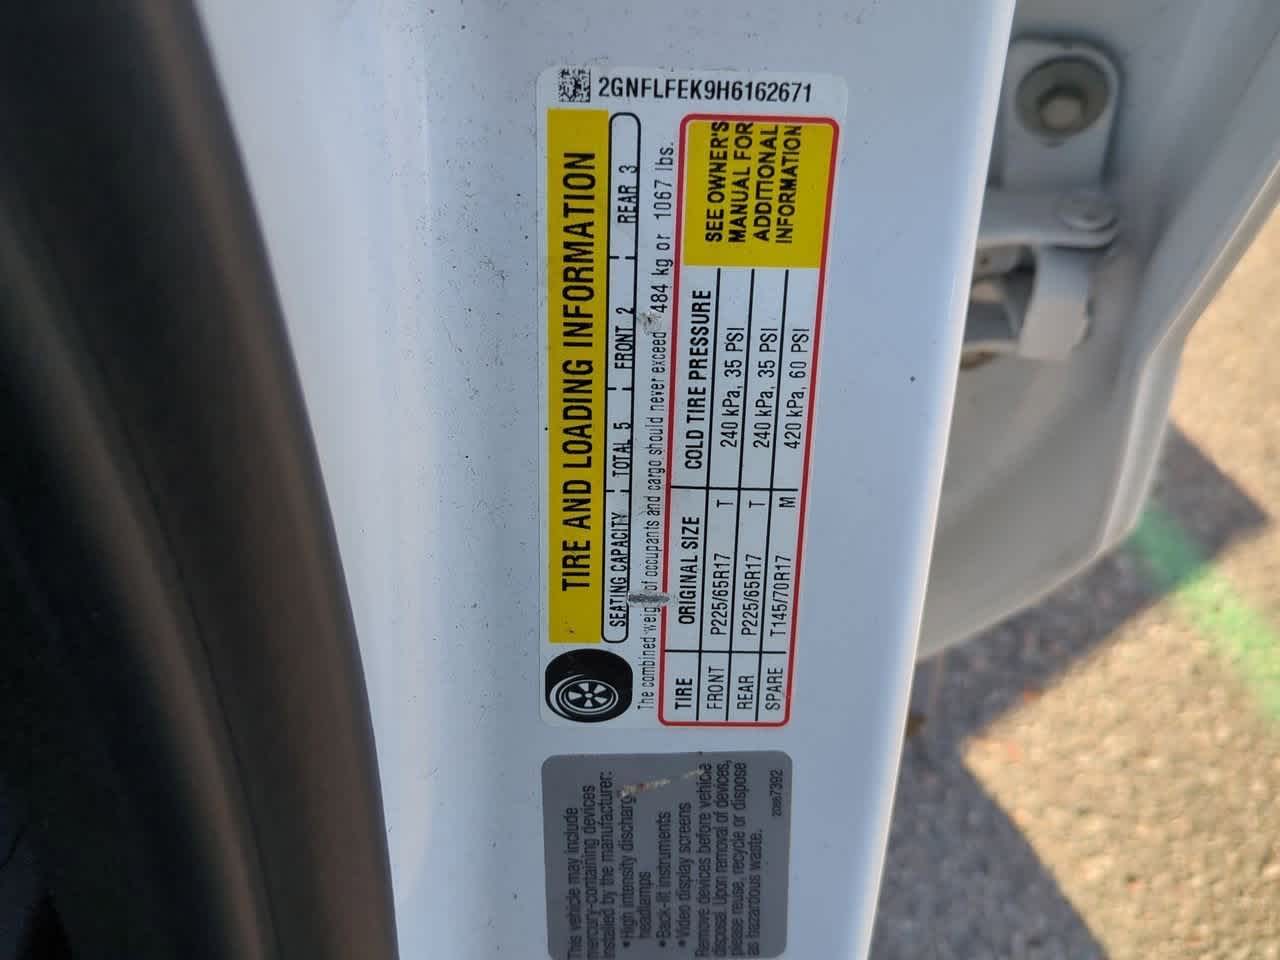 2GNFLFEK9H6162671
TIRE AND LOADING INFORMATION
SEATING CAPACITY TOTAL 5 FRONT 2 REAR 3
The combined weig of occupants and cargo should never exceed 484 kg or 1067 lbs.
TIRE ORIGINAL SIZE COLD TIRE PRESSURE
FRONT P225/65R17 T 240 kPa, 35 PSI
REAR P225/65R17 T 240 kPa, 35 PSI
SPARE T145/70R17 M 420 kPa, 60 PSI
SEE OWNER'S
MANUAL FOR
ADDITIONAL
INFORMATION
This vehicle may include
mercury-containing devices
installed by the manufacturer:
• High intensity discharg
headlamps
• Back-lit instruments
• Video display screens
Remove devices before vehicle
disposal. Upon removal of devices,
please reuse, recycle or dispose
as hazardous waste.